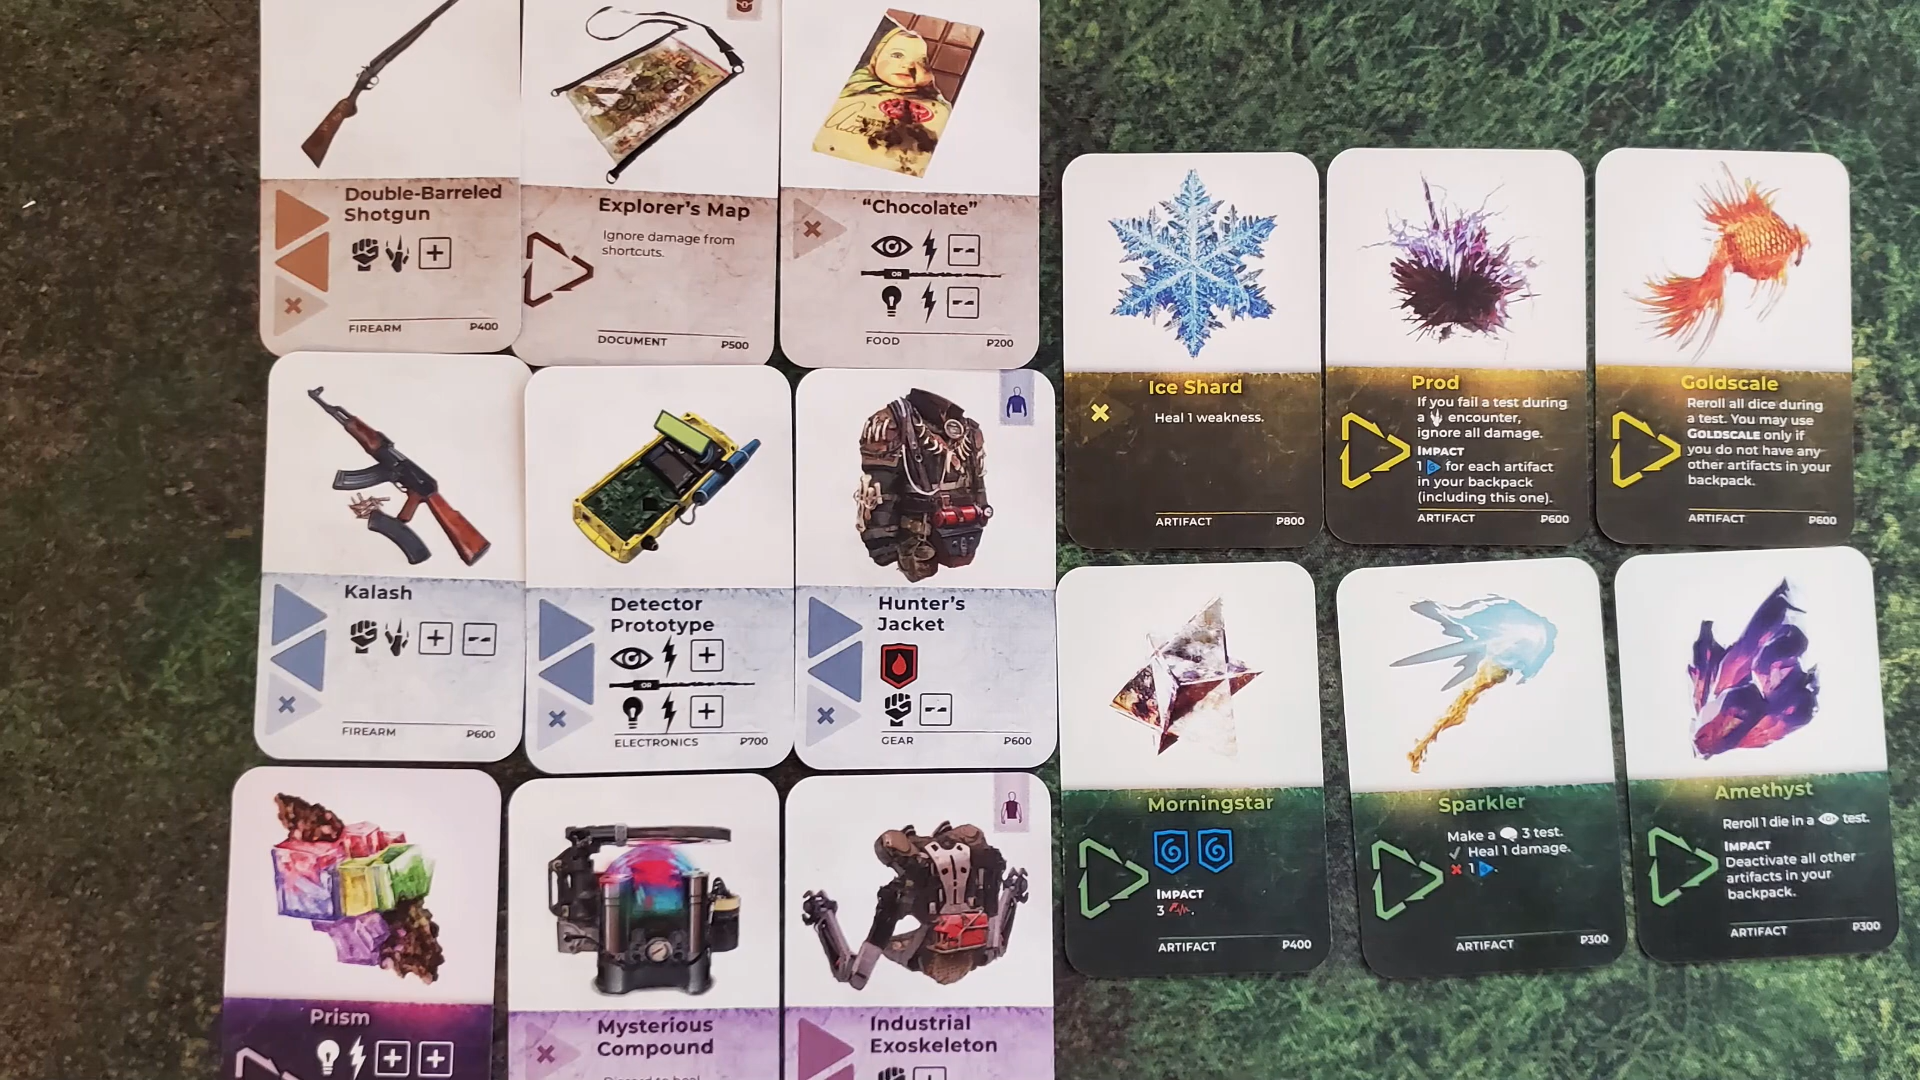 Double-Barreled
Shotgun
FIREARM
₽400
Explorer's Map
Ignore damage from
shortcuts.
DOCUMENT
₽500
"Chocolate"
OR
FOOD
₽200
Kalash
FIREARM
₽600
Detector
Prototype
OR
ELECTRONICS
₽700
Hunter's
Jacket
GEAR
₽600
Prism
Mysterious
Compound
Industrial
Exoskeleton
Ice Shard
Heal 1 weakness.
ARTIFACT
₽800
Prod
If you fail a test during
a encounter,
ignore all damage.
IMPACT
1 for each artifact
in your backpack
(including this one).
ARTIFACT
₽600
Goldscale
Reroll all dice during
a test. You may use
GOLDSCALE only if
you do not have any
other artifacts in your
backpack.
ARTIFACT
₽600
Morningstar
IMPACT
3 .
ARTIFACT
₽400
Sparkler
Make a 3 test.
✓ Heal 1 damage.
✖ 1 .
ARTIFACT
₽300
Amethyst
Reroll 1 die in a test.
IMPACT
Deactivate all other
artifacts in your
backpack.
ARTIFACT
₽300